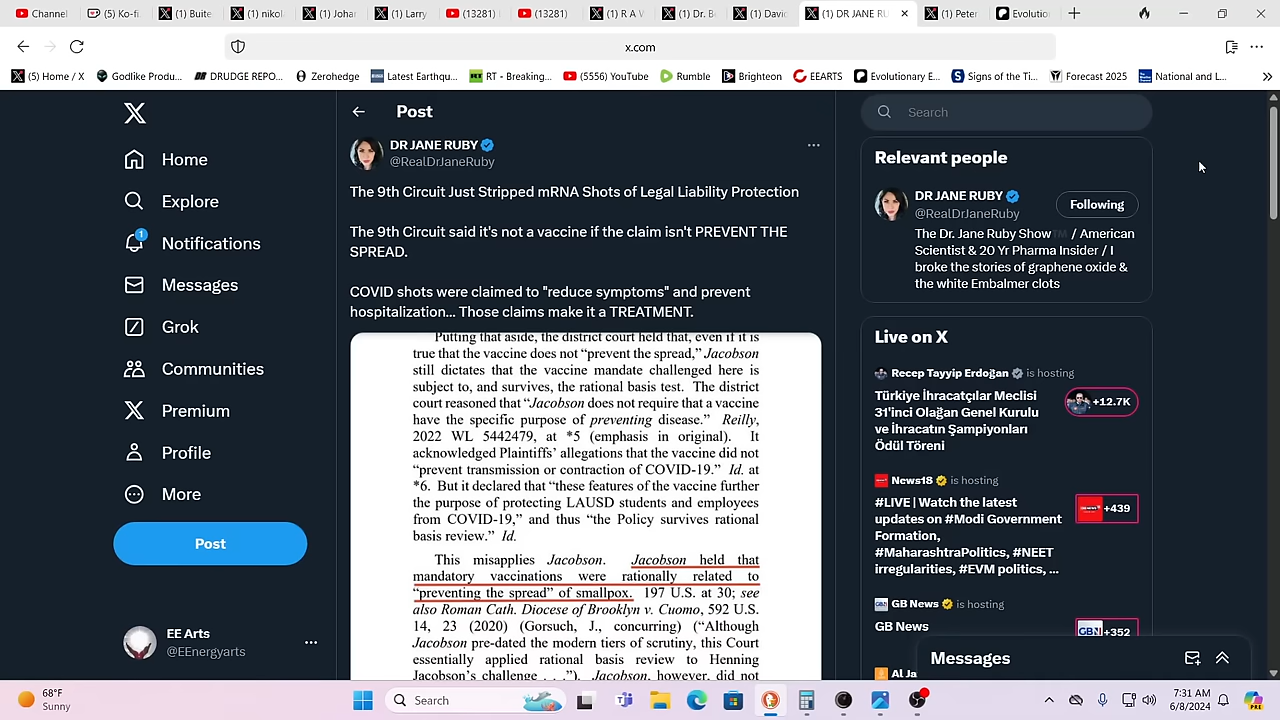 Channel
(5) Ko-fi
(1) Buite
(1) nikol
(1) Johar
(1) Larry
(13281)
(13281)
(1) R A V
(1) Dr. B
(1) David
(1) DR JANE RU
(1) Peter
Evolutio
x.com
(5) Home / X
Godlike Produ...
DRUDGE REPO...
Zerohedge
Latest Earthqu...
RT - Breaking...
(5556) YouTube
Rumble
Brighteon
EEARTS
Evolutionary E...
Signs of the Ti...
Forecast 2025
National and L...
Home
Explore
1
Notifications
Messages
Grok
Communities
Premium
Profile
More
Post
EE Arts
@EEnergyarts
Post
DR JANE RUBY
@RealDrJaneRuby
The 9th Circuit Just Stripped mRNA Shots of Legal Liability Protection
The 9th Circuit said it's not a vaccine if the claim isn't PREVENT THE
SPREAD.
COVID shots were claimed to "reduce symptoms" and prevent
hospitalization... Those claims make it a TREATMENT.
Putting that aside, the district court held that, even if it is
true that the vaccine does not “prevent the spread,” Jacobson
still dictates that the vaccine mandate challenged here is
subject to, and survives, the rational basis test. The district
court reasoned that “Jacobson does not require that a vaccine
have the specific purpose of preventing disease.” Reilly,
2022 WL 5442479, at *5 (emphasis in original). It
acknowledged Plaintiffs’ allegations that the vaccine did not
“prevent transmission or contraction of COVID-19.” Id. at
*6. But it declared that “these features of the vaccine further
the purpose of protecting LAUSD students and employees
from COVID-19,” and thus “the Policy survives rational
basis review.” Id.
This misapplies Jacobson. Jacobson held that
mandatory vaccinations were rationally related to
“preventing the spread” of smallpox. 197 U.S. at 30; see
also Roman Cath. Diocese of Brooklyn v. Cuomo, 592 U.S.
14, 23 (2020) (Gorsuch, J., concurring) (“Although
Jacobson pre-dated the modern tiers of scrutiny, this Court
essentially applied rational basis review to Henning
Jacobson’s challenge . . .”). Jacobson, however, did not
Search
Relevant people
DR JANE RUBY
@RealDrJaneRuby
Following
The Dr. Jane Ruby Show™ / American
Scientist & 20 Yr Pharma Insider / I
broke the stories of graphene oxide &
the white Embalmer clots
Live on X
Recep Tayyip Erdoğan is hosting
Türkiye İhracatçılar Meclisi
31'inci Olağan Genel Kurulu
ve İhracatın Şampiyonları
Ödül Töreni
+12.7K
News18 is hosting
#LIVE | Watch the latest
updates on #Modi Government
Formation,
#MaharashtraPolitics, #NEET
irregularities, #EVM politics, ...
+439
GB News is hosting
GB News
+352
Al Ja
Messages
68°F
Sunny
Search
7:31 AM
6/8/2024
PRE